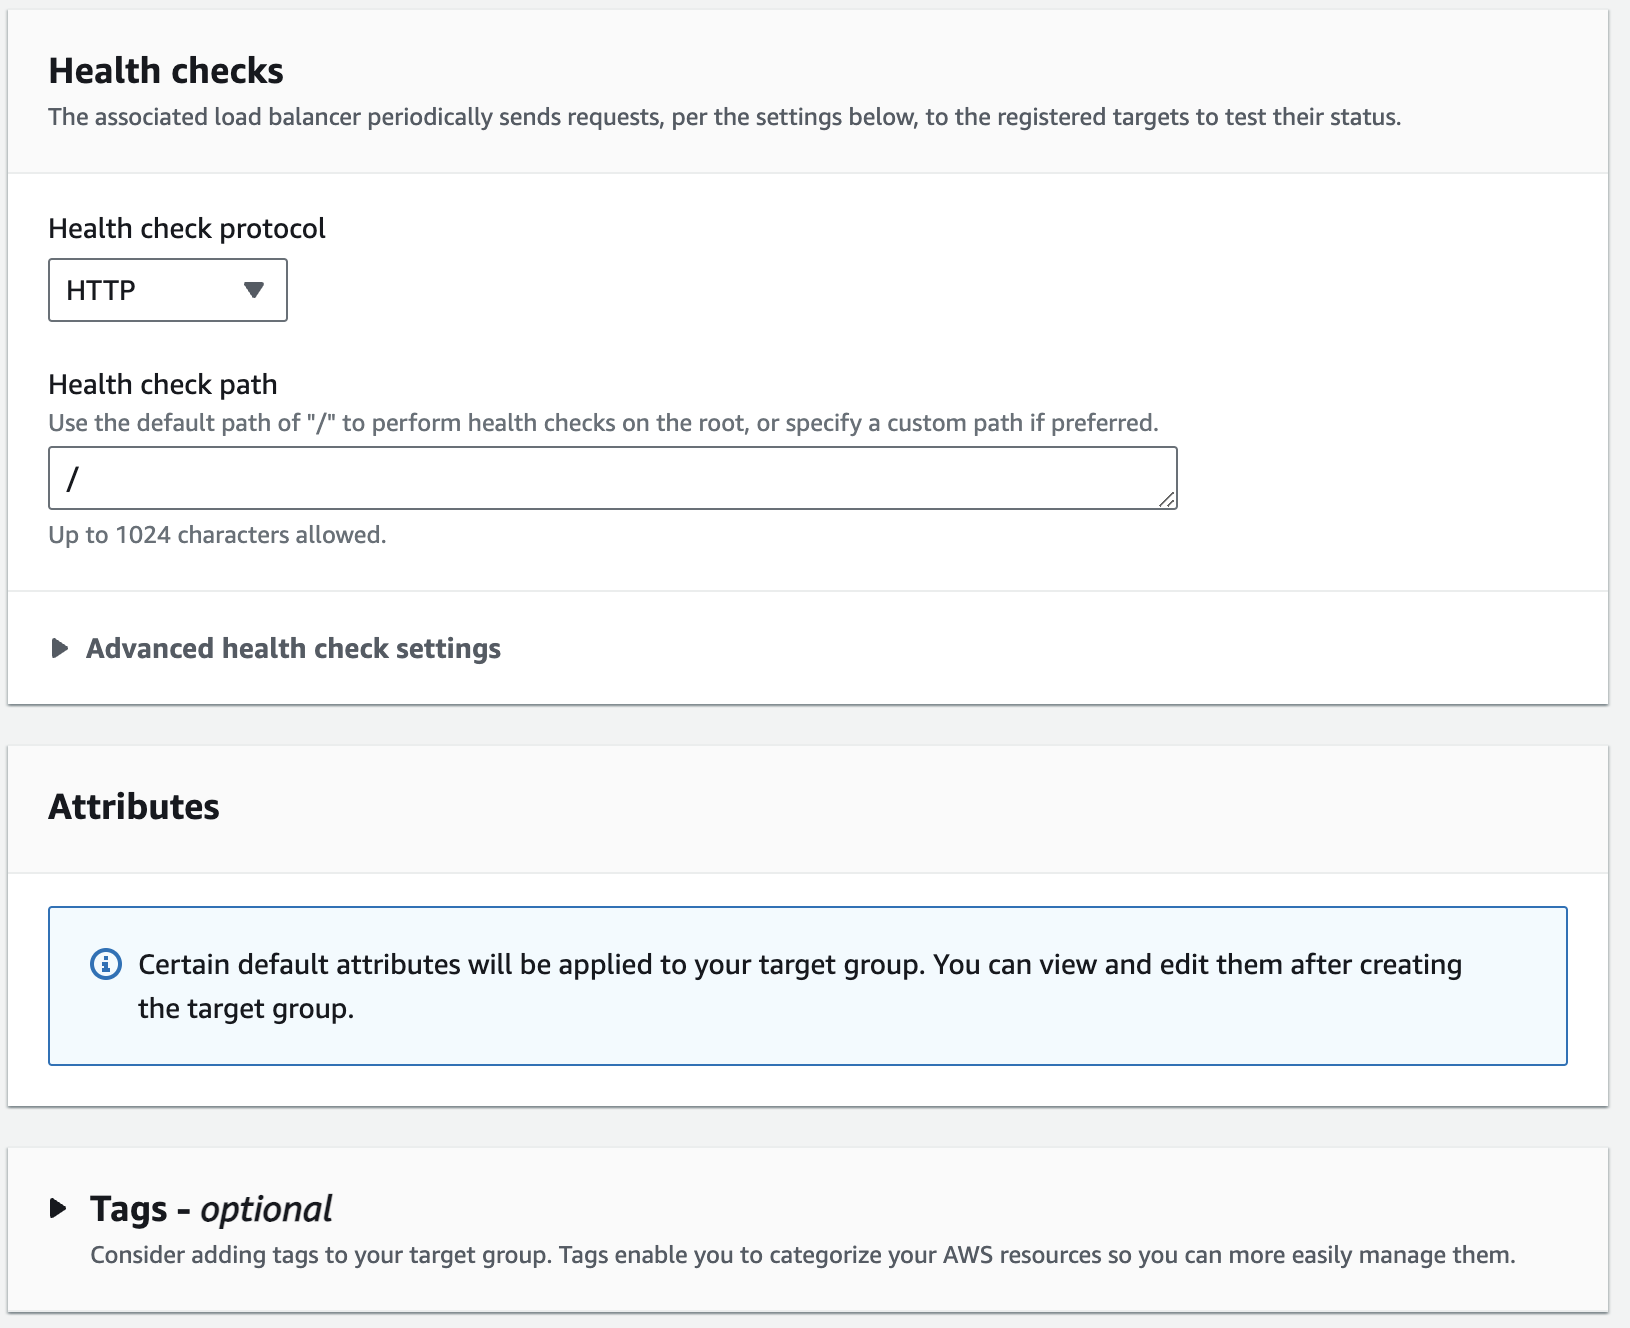 Health checks
The associated load balancer periodically sends requests, per the settings below, to the registered targets to test their status.
Health check protocol
HTTP
Health check path
Use the default path of "/" to perform health checks on the root, or specify a custom path if preferred.
/
Up to 1024 characters allowed.
Advanced health check settings
Attributes
Certain default attributes will be applied to your target group. You can view and edit them after creating
the target group.
Tags - optional
Consider adding tags to your target group. Tags enable you to categorize your AWS resources so you can more easily manage them.